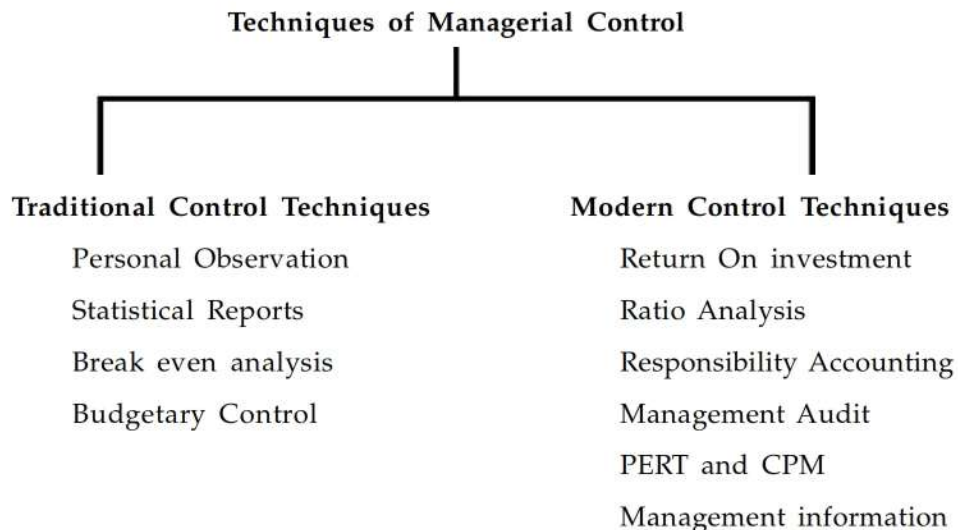 Techniques of Managerial Control
Traditional Control Techniques
Personal Observation
Statistical Reports
Break even analysis
Budgetary Control
Modern Control Techniques
Return On investment
Ratio Analysis
Responsibility Accounting
Management Audit
PERT and CPM
Management information